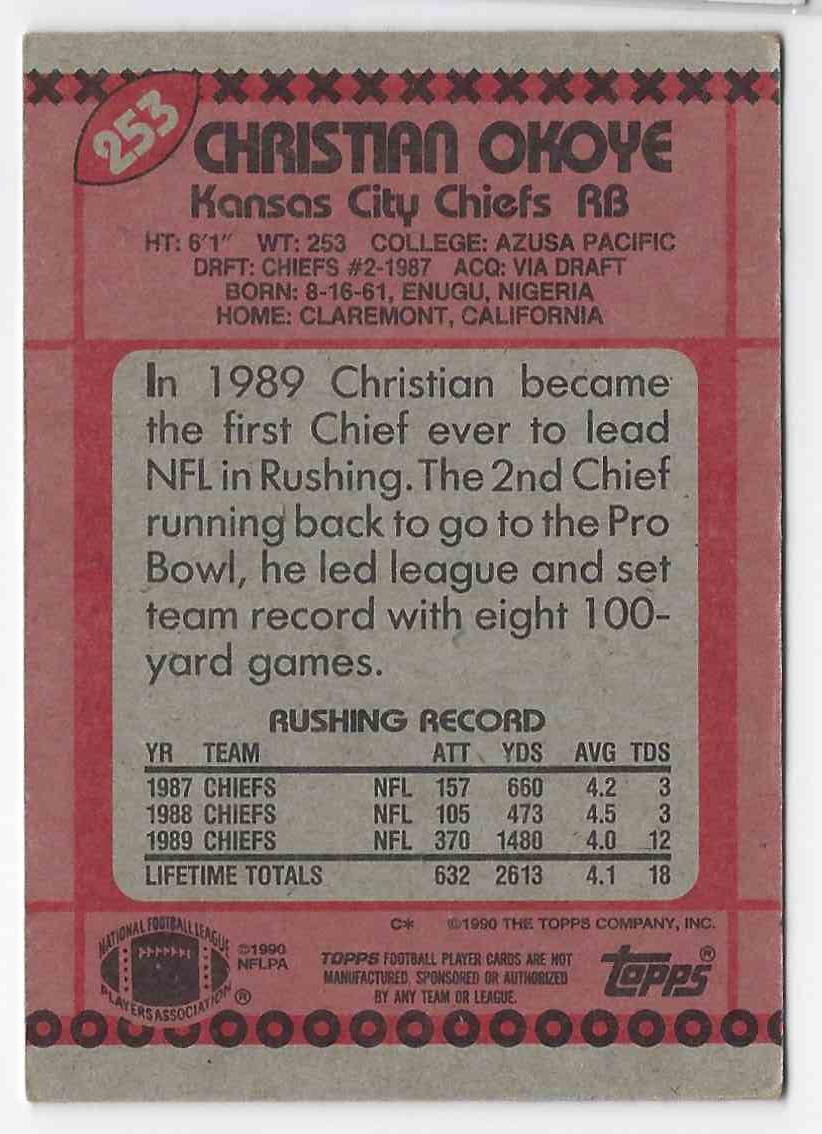 253
CHRISTIAN OKOYE
Kansas City Chiefs RB
HT: 6'1" WT: 253 COLLEGE: AZUSA PACIFIC
DRFT: CHIEFS #2-1987 ACQ: VIA DRAFT
BORN: 8-16-61, ENUGU, NIGERIA
HOME: CLAREMONT, CALIFORNIA
In 1989 Christian became
the first Chief ever to lead
NFL in Rushing. The 2nd Chief
running back to go to the Pro
Bowl, he led league and set
team record with eight 100-
yard games.
RUSHING RECORD
YR TEAM ATT YDS AVG TDS
1987 CHIEFS NFL 157 660 4.2 3
1988 CHIEFS NFL 105 473 4.5 3
1989 CHIEFS NFL 370 1480 4.0 12
LIFETIME TOTALS 632 2613 4.1 18
C* ©1990 THE TOPPS COMPANY, INC.
NATIONAL FOOTBALL LEAGUE
PLAYERS ASSOCIATION ®
©1990
NFLPA
TOPPS FOOTBALL PLAYER CARDS ARE NOT
MANUFACTURED, SPONSORED OR AUTHORIZED
BY ANY TEAM OR LEAGUE.
topps®